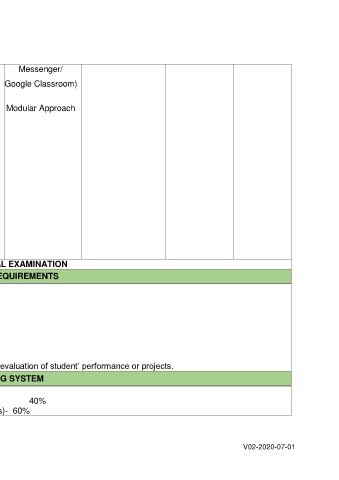 Messenger/
Google Classroom)
Modular Approach
L EXAMINATION
EQUIREMENTS
evaluation of student' performance or projects.
G SYSTEM
40%
s)- 60%
V02-2020-07-01